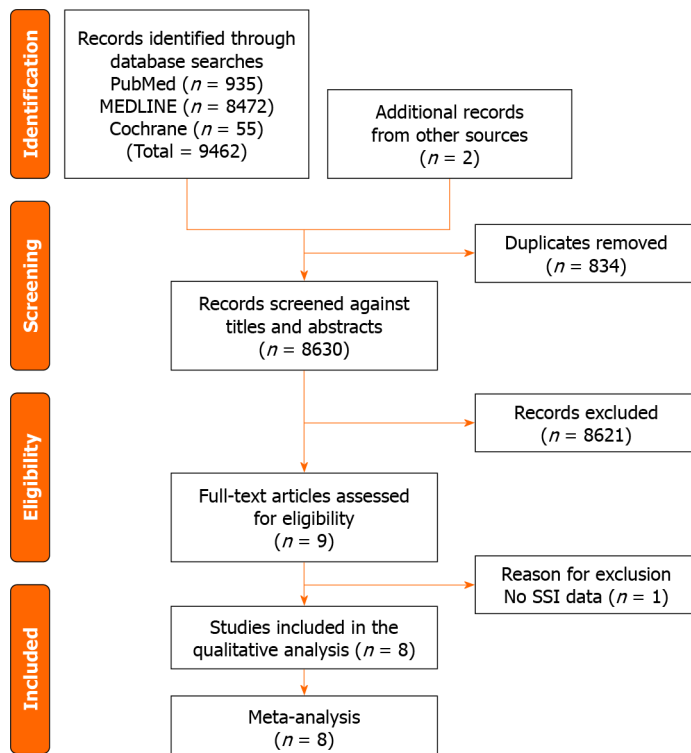 Identification
Records identified through
database searches
PubMed (n = 935)
MEDLINE (n = 8472)
Cochrane (n = 55)
(Total = 9462)
Additional records
from other sources
(n = 2)
Screening
Duplicates removed
(n = 834)
Records screened against
titles and abstracts
(n = 8630)
Eligibility
Records excluded
(n = 8621)
Full-text articles assessed
for eligibility
(n = 9)
Included
Reason for exclusion
No SSI data (n = 1)
Studies included in the
qualitative analysis (n = 8)
Meta-analysis
(n = 8)